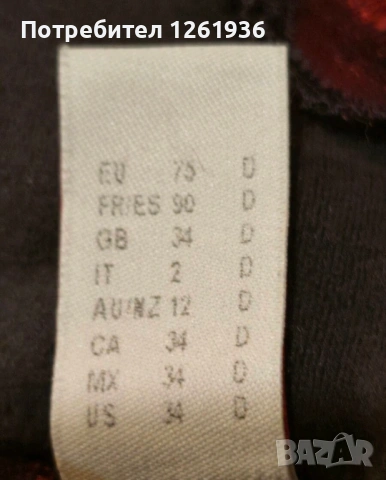 Потребител 1261936
EU 75 D
FR/ES 90 D
GB 34 D
IT 2 D
AU/NZ 12 D
CA 34 D
MX 34 D
US 34 D
BAZAR